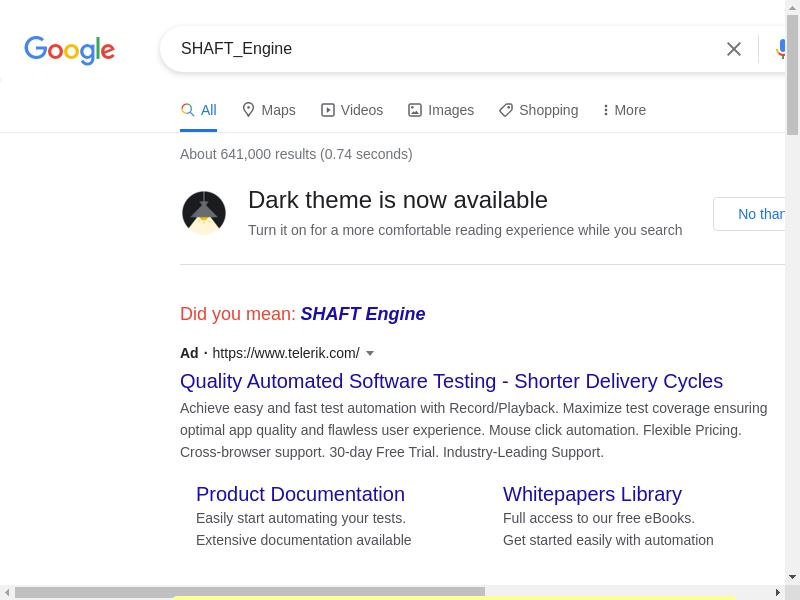 Google
SHAFT_Engine
All Maps Videos Images Shopping More
About 641,000 results (0.74 seconds)
Dark theme is now available
Turn it on for a more comfortable reading experience while you search
No than
Did you mean: SHAFT Engine
Ad · https://www.telerik.com/
Quality Automated Software Testing - Shorter Delivery Cycles
Achieve easy and fast test automation with Record/Playback. Maximize test coverage ensuring
optimal app quality and flawless user experience. Mouse click automation. Flexible Pricing.
Cross-browser support. 30-day Free Trial. Industry-Leading Support.
Product Documentation
Easily start automating your tests.
Extensive documentation available
Whitepapers Library
Full access to our free eBooks.
Get started easily with automation